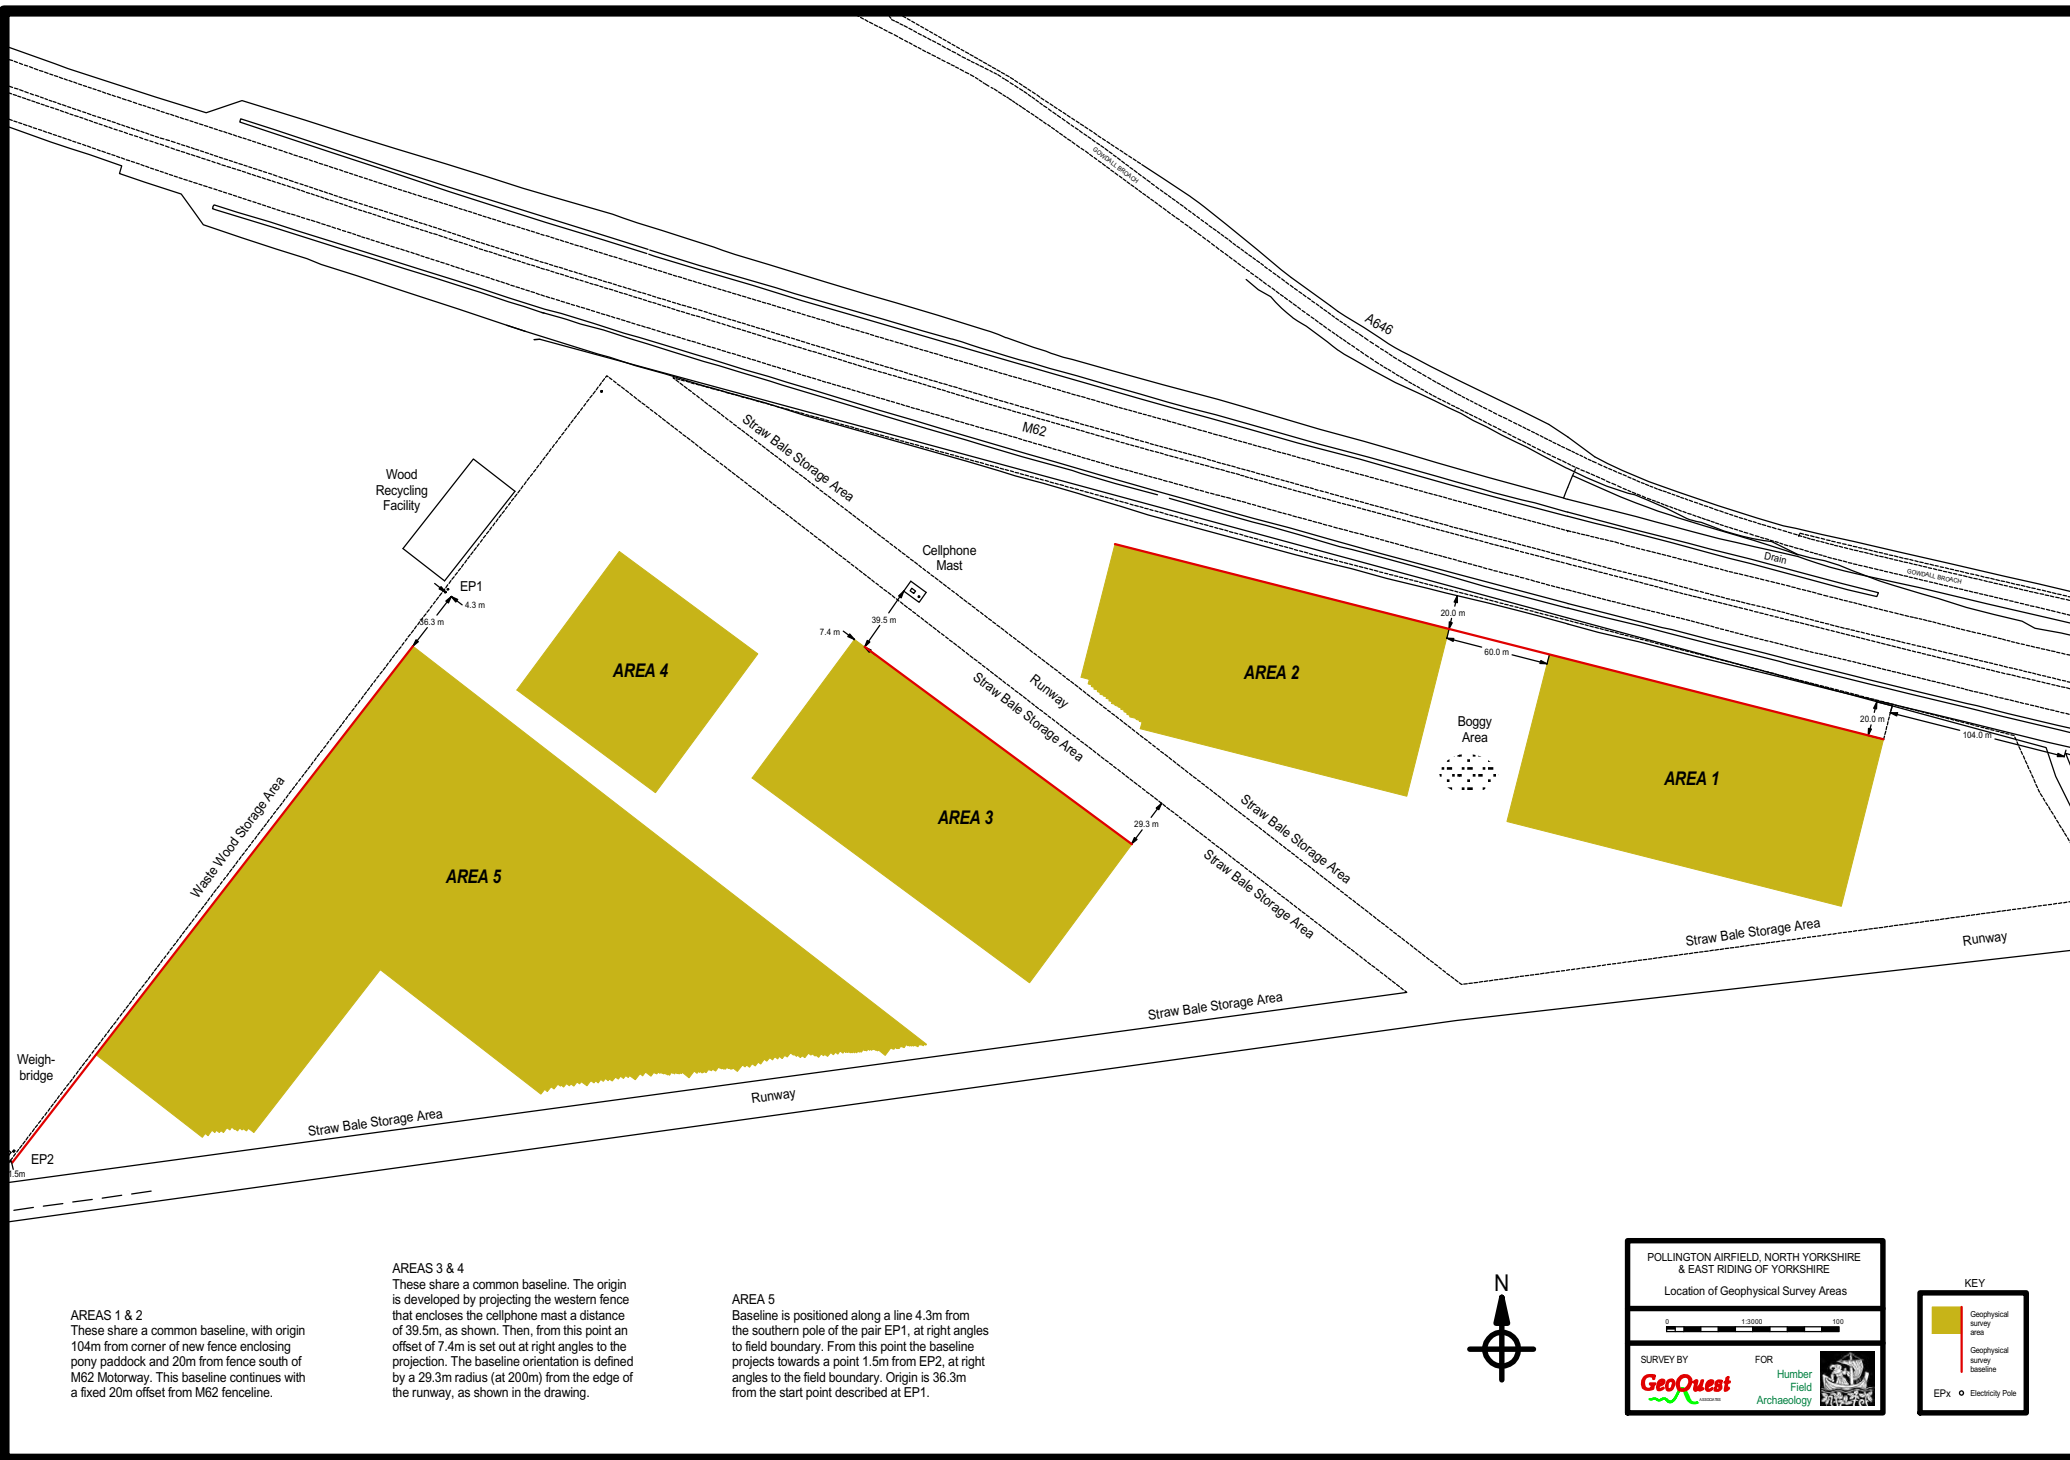 GOWDALL BROACH
A646
M62
Straw Bale Storage Area
Wood
Recycling
Facility
Cellphone
Mast
Drain
GOWDALL BROACH
EP1
4.3 m
36.3 m
39.5 m
7.4 m
20.0 m
60.0 m
AREA 4
AREA 2
Runway
Straw Bale Storage Area
Boggy
Area
20.0 m
104.0 m
AREA 1
Waste Wood Storage Area
AREA 3
29.3 m
Straw Bale Storage Area
Straw Bale Storage Area
AREA 5
Straw Bale Storage Area
Runway
Straw Bale Storage Area
Weigh-
bridge
Runway
Straw Bale Storage Area
EP2
.5m
AREAS 1 & 2
These share a common baseline, with origin
104m from corner of new fence enclosing
pony paddock and 20m from fence south of
M62 Motorway. This baseline continues with
a fixed 20m offset from M62 fenceline.
AREAS 3 & 4
These share a common baseline. The origin
is developed by projecting the western fence
that encloses the cellphone mast a distance
of 39.5m, as shown. Then, from this point an
offset of 7.4m is set out at right angles to the
projection. The baseline orientation is defined
by a 29.3m radius (at 200m) from the edge of
the runway, as shown in the drawing.
AREA 5
Baseline is positioned along a line 4.3m from
the southern pole of the pair EP1, at right angles
to field boundary. From this point the baseline
projects towards a point 1.5m from EP2, at right
angles to the field boundary. Origin is 36.3m
from the start point described at EP1.
N
POLLINGTON AIRFIELD, NORTH YORKSHIRE
& EAST RIDING OF YORKSHIRE
Location of Geophysical Survey Areas
0 1:3000 100
SURVEY BY
GeoQuest
ASSOCIATES
FOR
Humber
Field
Archaeology
KEY
Geophysical
survey
area
Geophysical
survey
baseline
EPx Electricity Pole